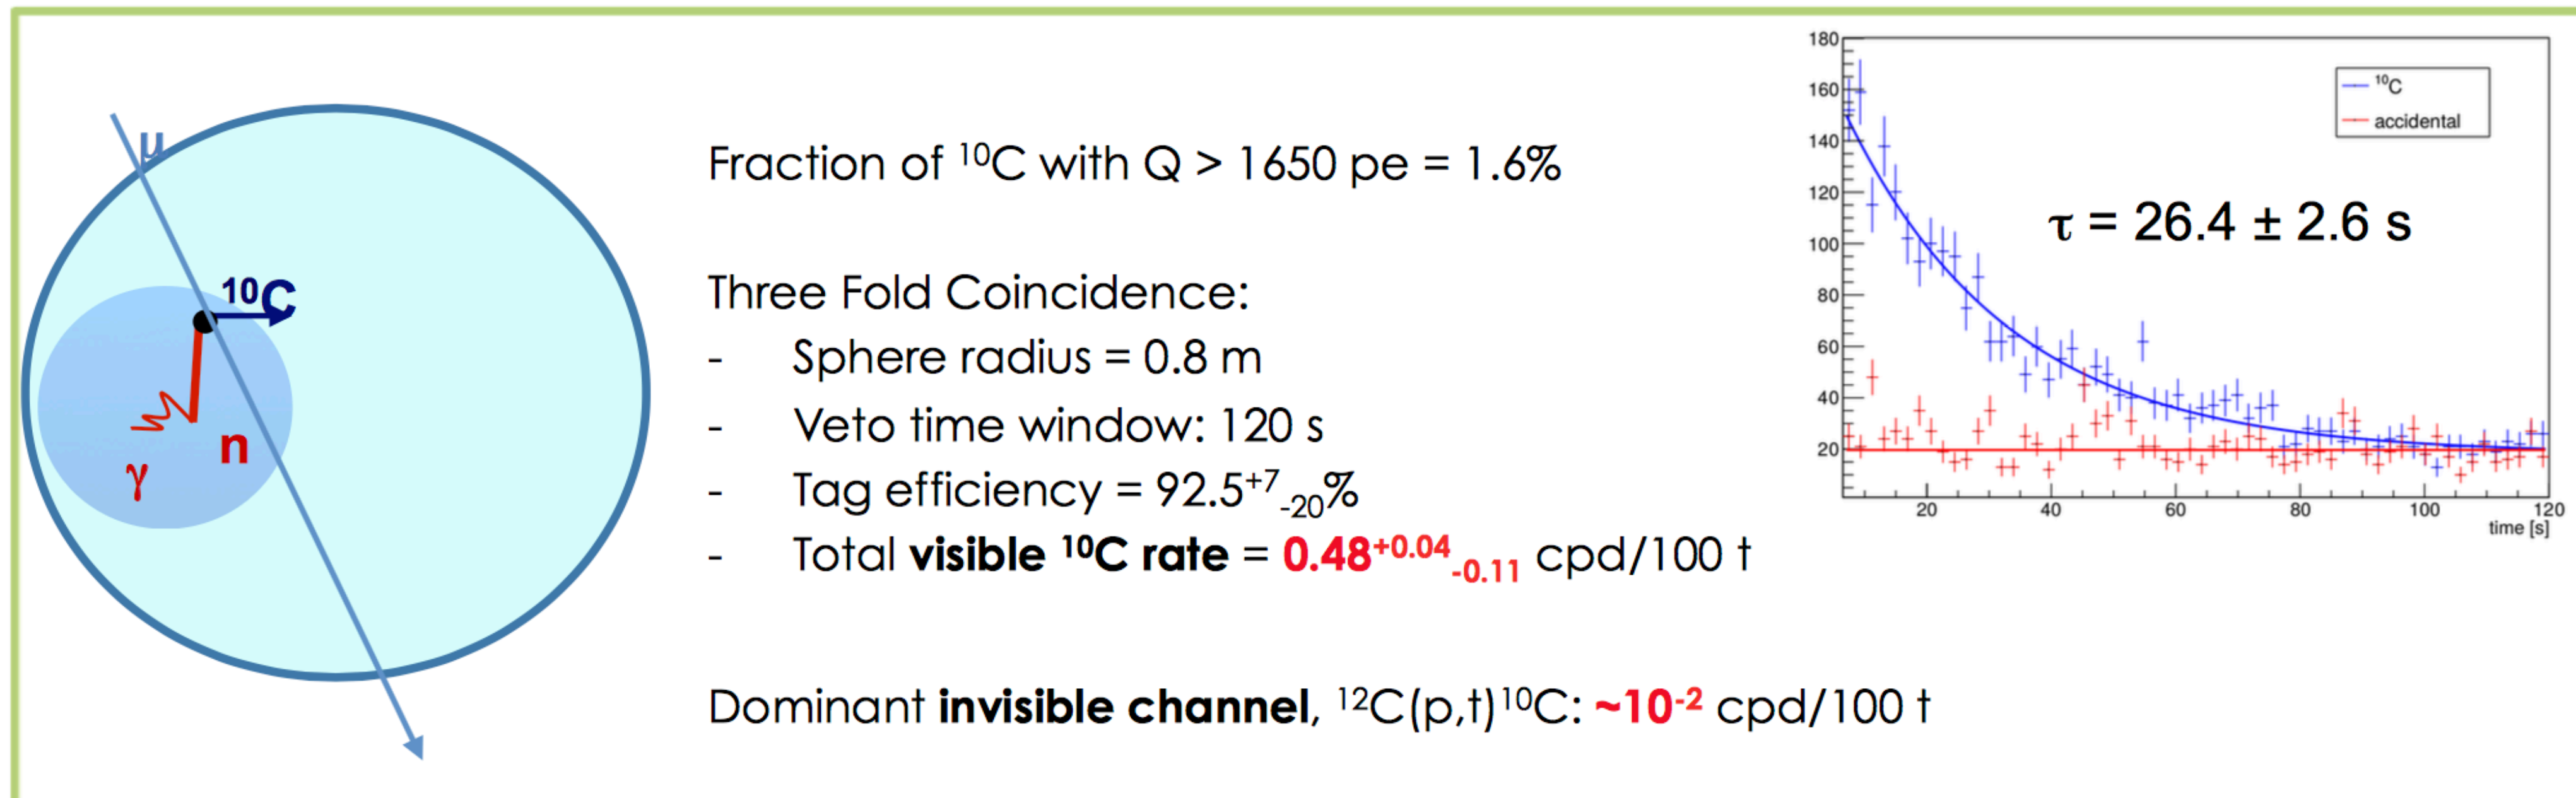 μ
¹⁰C
n
γ
Fraction of ¹⁰C with Q > 1650 pe = 1.6%
Three Fold Coincidence:
- Sphere radius = 0.8 m
- Veto time window: 120 s
- Tag efficiency = 92.5⁺⁷₋₂₀%
- Total visible ¹⁰C rate = 0.48⁺⁰·⁰⁴₋₀.₁₁ cpd/100 t
Dominant invisible channel, ¹²C(p,t)¹⁰C: ~10⁻² cpd/100 t
180
160
140
120
100
80
60
40
20
¹⁰C
accidental
τ = 26.4 ± 2.6 s
20 40 60 80 100 120
time [s]